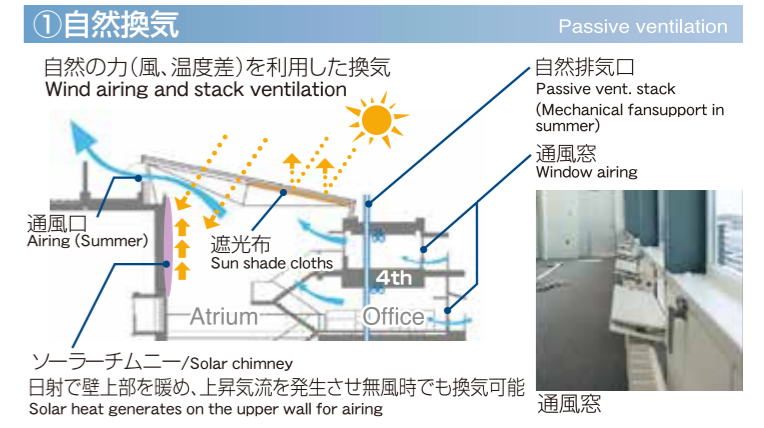 ①自然換気
Passive ventilation
自然の力(風、温度差)を利用した換気
Wind airing and stack ventilation
自然排気口
Passive vent. stack
(Mechanical fansupport in
summer)
通風窓
Window airing
通風口
Airing (Summer)
遮光布
Sun shade cloths
4th
Atrium
Office
ソーラーチムニー/Solar chimney
日射で壁上部を暖め、上昇気流を発生させ無風時でも換気可能
Solar heat generates on the upper wall for airing
通風窓